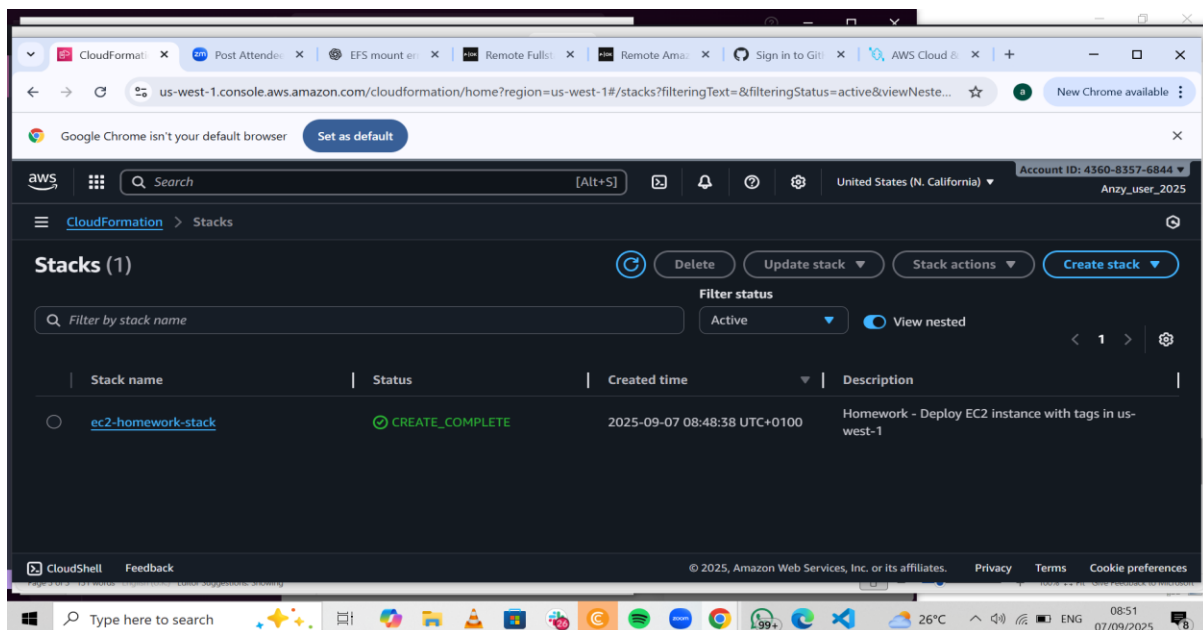 CloudFormati
Post Attendee
EFS mount er
Remote Fulls
Remote Amaz
Sign in to Git
AWS Cloud &
us-west-1.console.aws.amazon.com/cloudformation/home?region=us-west-1#/stacks?filteringText=&filteringStatus=active&viewNeste...
a
New Chrome available
Google Chrome isn't your default browser
Set as default
aws
Search
[Alt+S]
United States (N. California)
Account ID: 4360-8357-6844
Anzy_user_2025
CloudFormation > Stacks
Stacks (1)
Delete
Update stack
Stack actions
Create stack
Filter status
Filter by stack name
Active
View nested
1
Stack name
Status
Created time
Description
ec2-homework-stack
CREATE_COMPLETE
2025-09-07 08:48:38 UTC+0100
Homework - Deploy EC2 instance with tags in us-
west-1
CloudShell
Feedback
© 2025, Amazon Web Services, Inc. or its affiliates.
Privacy
Terms
Cookie preferences
Type here to search
26
zoom
99+
26°C
ENG
08:51
07/09/2025
8